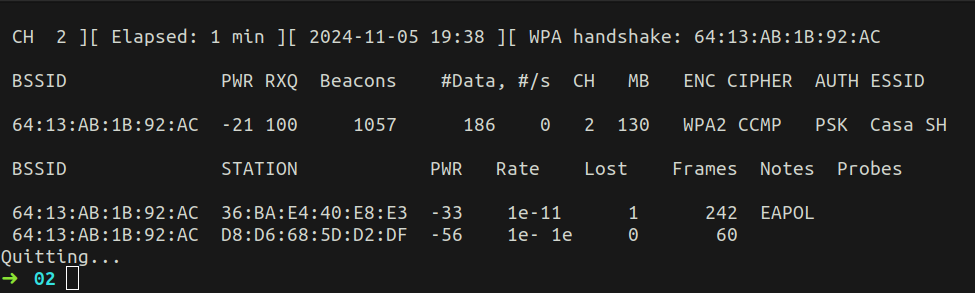 CH  2 ][ Elapsed: 1 min ][ 2024-11-05 19:38 ][ WPA handshake: 64:13:AB:1B:92:AC
BSSID              PWR RXQ  Beacons    #Data, #/s  CH   MB   ENC CIPHER  AUTH ESSID
64:13:AB:1B:92:AC  -21 100     1057      186    0   2  130   WPA2 CCMP   PSK  Casa SH
BSSID              STATION            PWR   Rate    Lost    Frames  Notes  Probes
64:13:AB:1B:92:AC  36:BA:E4:40:E8:E3  -33    1e-11      1      242  EAPOL
64:13:AB:1B:92:AC  D8:D6:68:5D:D2:DF  -56    1e- 1e     0       60
Quitting...
➜  02